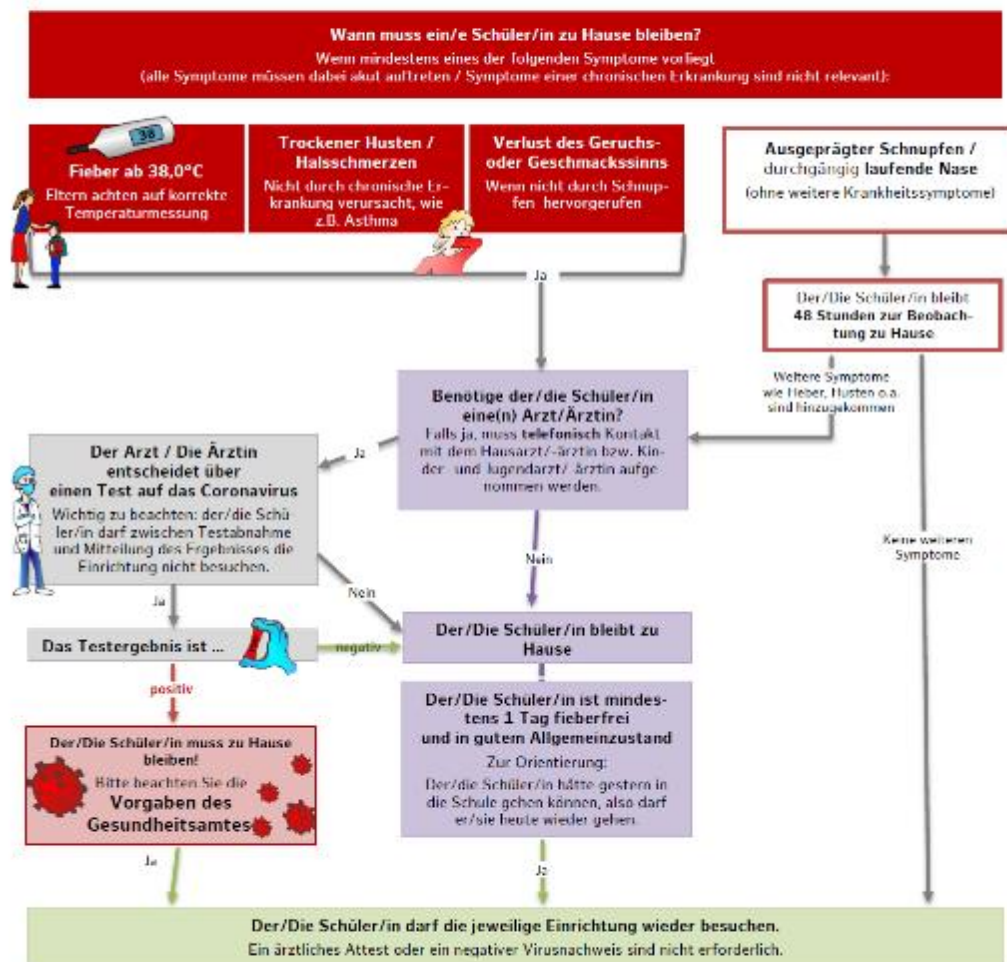 Wann muss ein/e Schüler/in zu Hause bleiben?
Wenn mindestens eines der folgenden Symptome vorliegt
(alle Symptome müssen dabei akut auftreten / Symptome einer chronischen Erkrankung sind nicht relevant):
38
Fieber ab 38,0°C
Eltern achten auf korrekte
Temperaturmessung
Trockener Husten /
Halsschmerzen
Nicht durch chronische Er-
krankung verursacht, wie
z.B. Asthma
Verlust des Geruchs-
oder Geschmackssinns
Wenn nicht durch Schnup-
fen hervorgerufen
Ausgeprägter Schnupfen /
durchgängig laufende Nase
(ohne weitere Krankheitssymptome)
Ja
Der/Die Schüler/in bleibt
48 Stunden zur Beobach-
tung zu Hause
Weitere Symptome
wie Fieber, Husten o.a.
sind hinzugekommen
Benötige der/die Schüler/in
eine(n) Arzt/Ärztin?
Falls ja, muss telefonisch Kontakt
mit dem Hausarzt/-ärztin bzw. Kin-
der- und Jugendarzt/ ärztin aufge-
nommen werden.
Ja
Der Arzt / Die Ärztin
entscheidet über
einen Test auf das Coronavirus
Wichtig zu beachten: der/die Schü-
ler/in darf zwischen Testabnahme
und Mitteilung des Ergebnisses die
Einrichtung nicht besuchen.
Keine weiteren
Symptome
Nein
Nein
Ja
Das Testergebnis ist ...
negativ
Der/Die Schüler/in bleibt zu
Hause
positiv
Der/Die Schüler/in ist mindes-
tens 1 Tag fieberfrei
und in gutem Allgemeinzustand
Zur Orientierung:
Der/die Schüler/in hätte gestern in
die Schule gehen können, also darf
er/sie heute wieder gehen.
Der/Die Schüler/in muss zu Hause
bleiben!
Bitte beachten Sie die
Vorgaben des
Gesundheitsamtes
Ja
Ja
Der/Die Schüler/in darf die jeweilige Einrichtung wieder besuchen.
Ein ärztliches Attest oder ein negativer Virusnachweis sind nicht erforderlich.